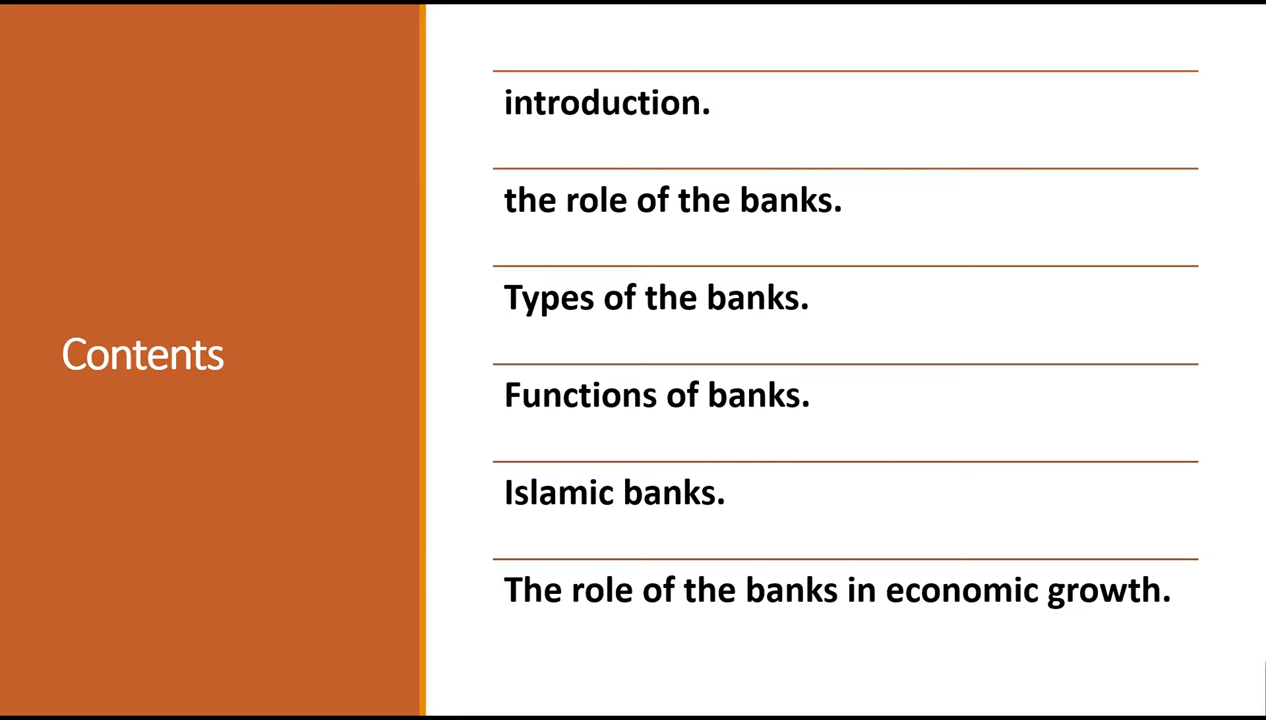 Contents
introduction.
the role of the banks.
Types of the banks.
Functions of banks.
Islamic banks.
The role of the banks in economic growth.